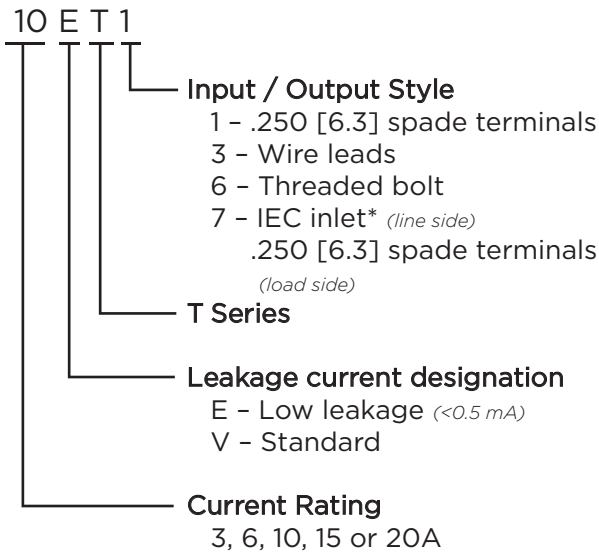 10 E T 1
Input / Output Style
1 – .250 [6.3] spade terminals
3 – Wire leads
6 – Threaded bolt
7 – IEC inlet* (line side)
.250 [6.3] spade terminals
(load side)
T Series
Leakage current designation
E – Low leakage (<0.5 mA)
V – Standard
Current Rating
3, 6, 10, 15 or 20A